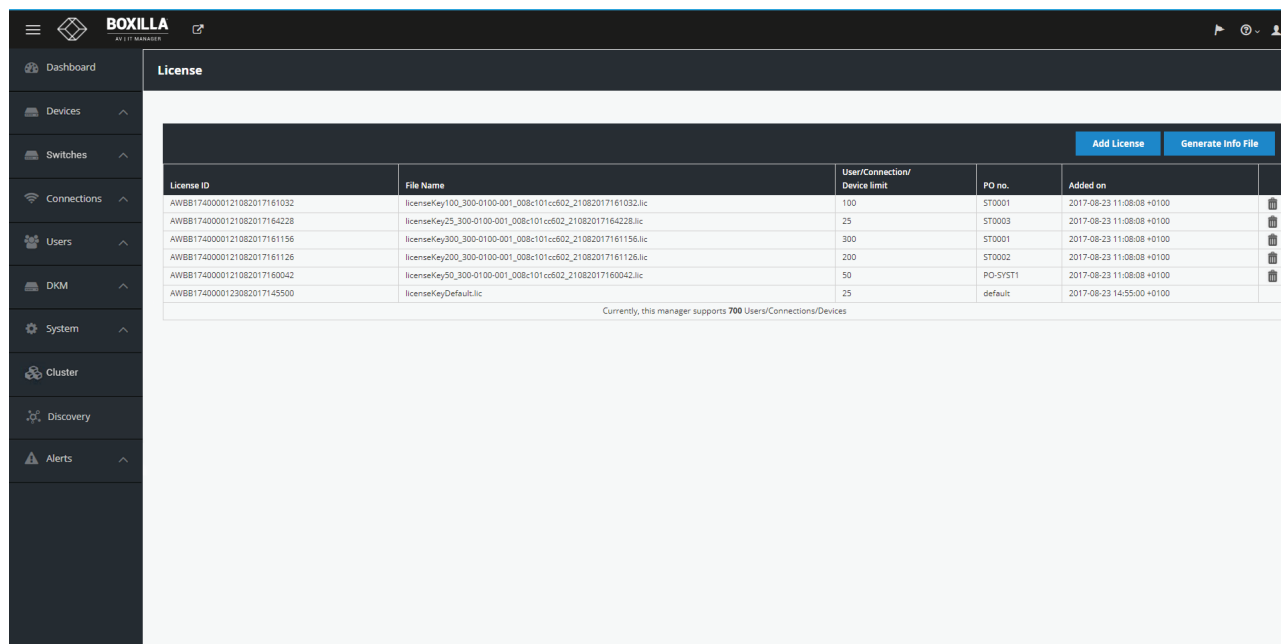 BOXILLA
AV | IT MANAGER
Dashboard
Devices
Switches
Connections
Users
DKM
System
Cluster
Discovery
Alerts
License
Add License Generate Info File
License ID File Name User/Connection/ Device limit PO no. Added on
AWBB1740000121082017161032 licenseKey100_300-0100-001_008c101cc602_21082017161032.lic 100 ST0001 2017-08-23 11:08:08 +0100
AWBB1740000121082017164228 licenseKey25_300-0100-001_008c101cc602_21082017164228.lic 25 ST0003 2017-08-23 11:08:08 +0100
AWBB1740000121082017161156 licenseKey300_300-0100-001_008c101cc602_21082017161156.lic 300 ST0001 2017-08-23 11:08:08 +0100
AWBB1740000121082017161126 licenseKey200_300-0100-001_008c101cc602_21082017161126.lic 200 ST0002 2017-08-23 11:08:08 +0100
AWBB1740000121082017160042 licenseKey50_300-0100-001_008c101cc602_21082017160042.lic 50 PO-SYST1 2017-08-23 11:08:08 +0100
AWBB1740000123082017145500 licenseKeyDefault.lic 25 default 2017-08-23 14:55:00 +0100
Currently, this manager supports 700 Users/Connections/Devices